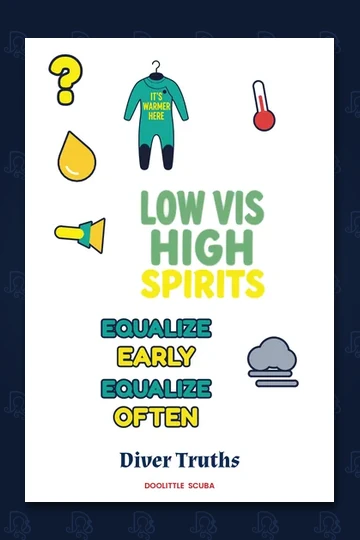 ?
IT'S
WARMER
HERE
LOW VIS
HIGH
SPIRITS
EQUALIZE
EARLY
EQUALIZE
OFTEN
Diver Truths
DOOLITTLE SCUBA